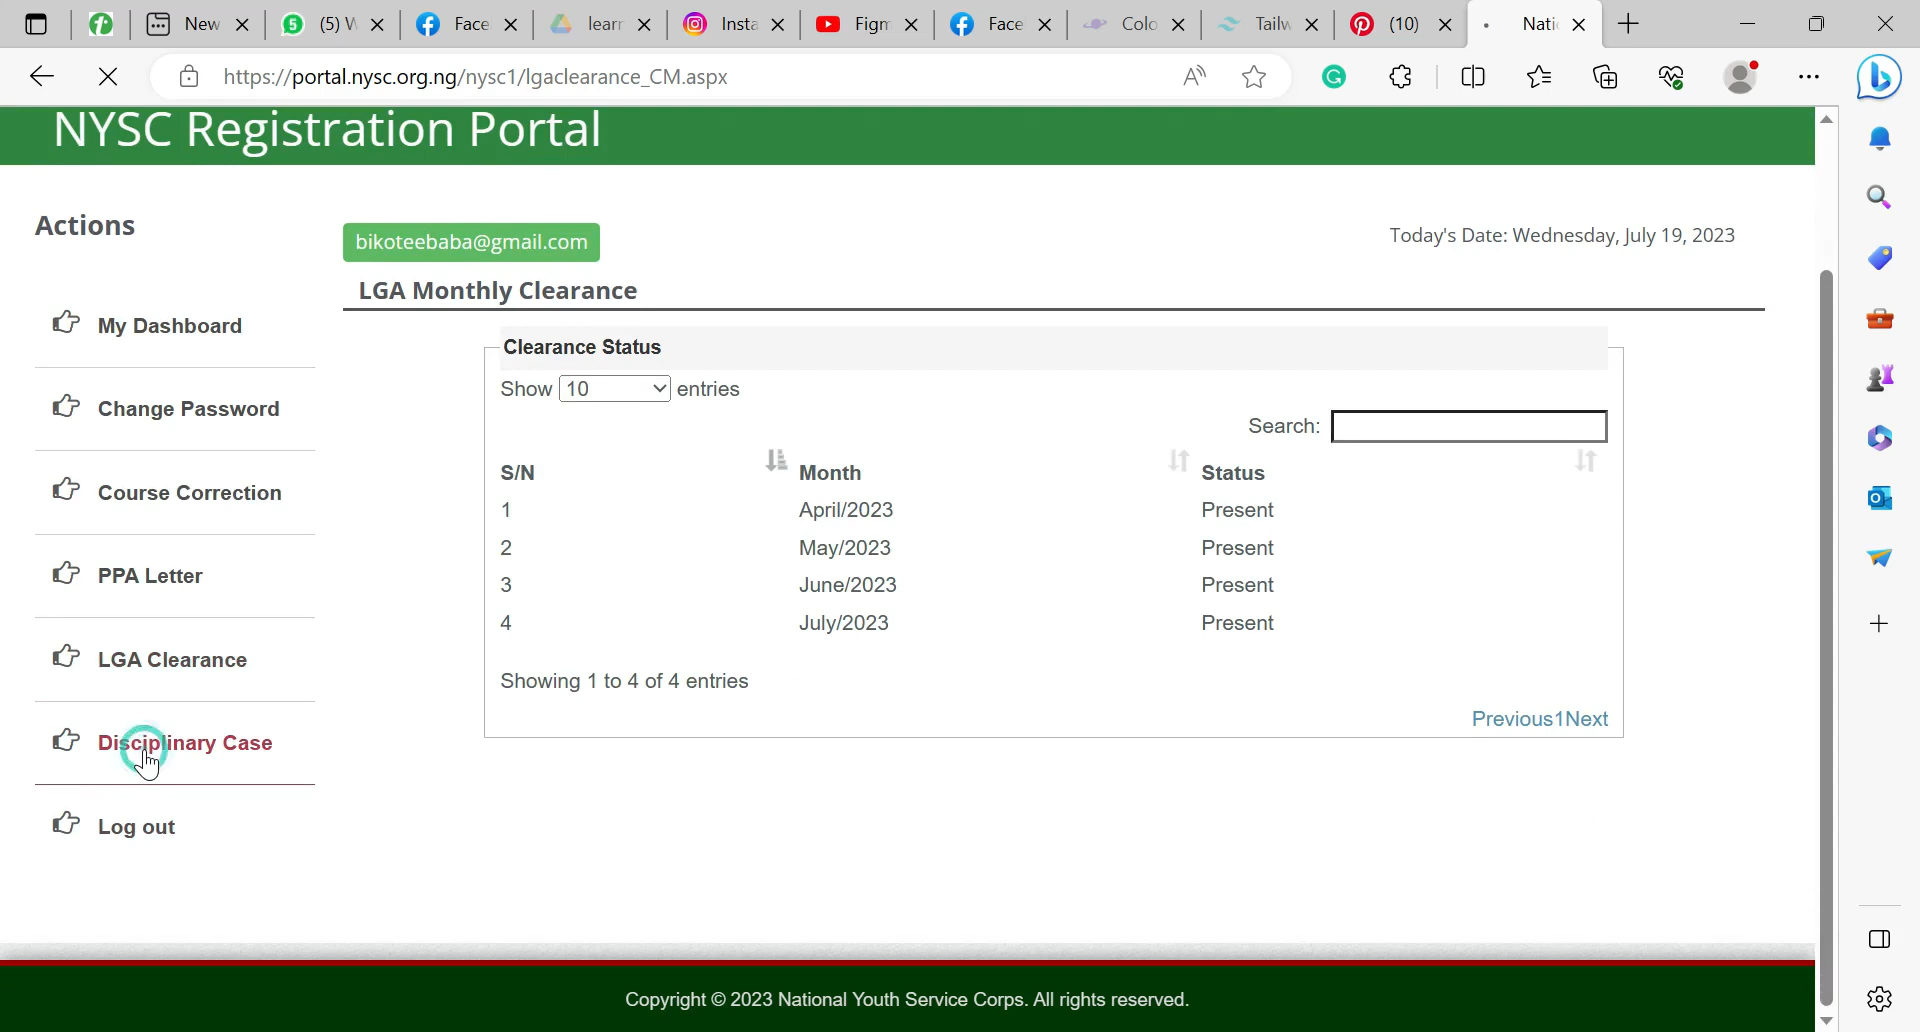 New
(5) W
Face
learn
Insta
Figm
Face
Colo
Tailw
(10)
Nati
https://portal.nysc.org.ng/nysc1/lgaclearance_CM.aspx
NYSC Registration Portal
Actions
bikoteebaba@gmail.com
Today's Date: Wednesday, July 19, 2023
LGA Monthly Clearance
My Dashboard
Change Password
Course Correction
PPA Letter
LGA Clearance
Disciplinary Case
Log out
Clearance Status
Show 10 entries
Search:
S/N Month Status
1 April/2023 Present
2 May/2023 Present
3 June/2023 Present
4 July/2023 Present
Showing 1 to 4 of 4 entries
Previous1Next
Copyright © 2023 National Youth Service Corps. All rights reserved.